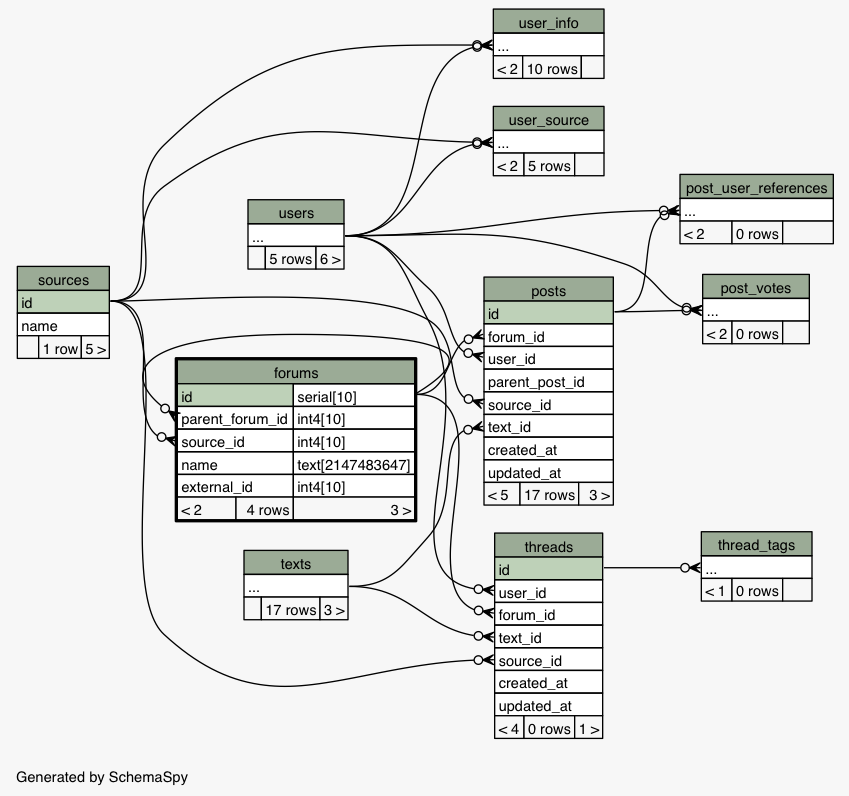 user_info
...
< 2 10 rows
user_source
...
< 2 5 rows
post_user_references
...
< 2 0 rows
users
...
5 rows 6 >
sources
id
name
1 row 5 >
posts
id
forum_id
user_id
parent_post_id
source_id
text_id
created_at
updated_at
< 5 17 rows 3 >
post_votes
...
< 2 0 rows
forums
id serial[10]
parent_forum_id int4[10]
source_id int4[10]
name text[2147483647]
external_id int4[10]
< 2 4 rows 3 >
texts
...
17 rows 3 >
threads
id
user_id
forum_id
text_id
source_id
created_at
updated_at
< 4 0 rows 1 >
thread_tags
...
< 1 0 rows
Generated by SchemaSpy